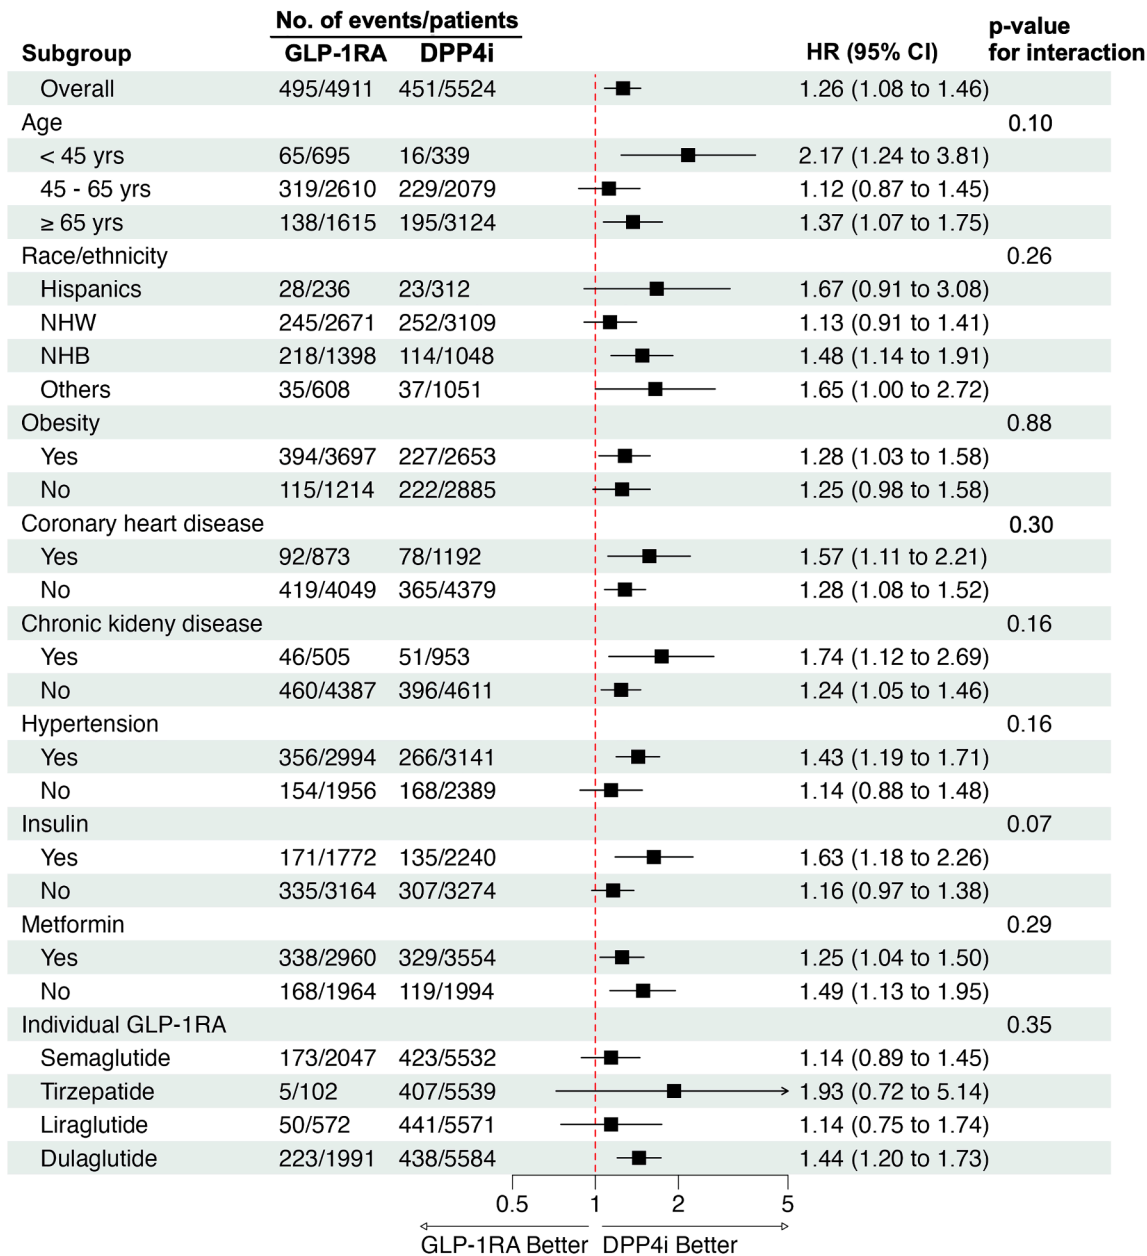 No. of events/patients
p-value
Subgroup GLP-1RA DPP4i HR (95% CI) for interaction
Overall 495/4911 451/5524 1.26 (1.08 to 1.46)
Age 0.10
< 45 yrs 65/695 16/339 2.17 (1.24 to 3.81)
45 - 65 yrs 319/2610 229/2079 1.12 (0.87 to 1.45)
≥ 65 yrs 138/1615 195/3124 1.37 (1.07 to 1.75)
Race/ethnicity 0.26
Hispanics 28/236 23/312 1.67 (0.91 to 3.08)
NHW 245/2671 252/3109 1.13 (0.91 to 1.41)
NHB 218/1398 114/1048 1.48 (1.14 to 1.91)
Others 35/608 37/1051 1.65 (1.00 to 2.72)
Obesity 0.88
Yes 394/3697 227/2653 1.28 (1.03 to 1.58)
No 115/1214 222/2885 1.25 (0.98 to 1.58)
Coronary heart disease 0.30
Yes 92/873 78/1192 1.57 (1.11 to 2.21)
No 419/4049 365/4379 1.28 (1.08 to 1.52)
Chronic kideny disease 0.16
Yes 46/505 51/953 1.74 (1.12 to 2.69)
No 460/4387 396/4611 1.24 (1.05 to 1.46)
Hypertension 0.16
Yes 356/2994 266/3141 1.43 (1.19 to 1.71)
No 154/1956 168/2389 1.14 (0.88 to 1.48)
Insulin 0.07
Yes 171/1772 135/2240 1.63 (1.18 to 2.26)
No 335/3164 307/3274 1.16 (0.97 to 1.38)
Metformin 0.29
Yes 338/2960 329/3554 1.25 (1.04 to 1.50)
No 168/1964 119/1994 1.49 (1.13 to 1.95)
Individual GLP-1RA 0.35
Semaglutide 173/2047 423/5532 1.14 (0.89 to 1.45)
Tirzepatide 5/102 407/5539 1.93 (0.72 to 5.14)
Liraglutide 50/572 441/5571 1.14 (0.75 to 1.74)
Dulaglutide 223/1991 438/5584 1.44 (1.20 to 1.73)
0.5 1 2 5
GLP-1RA Better DPP4i Better